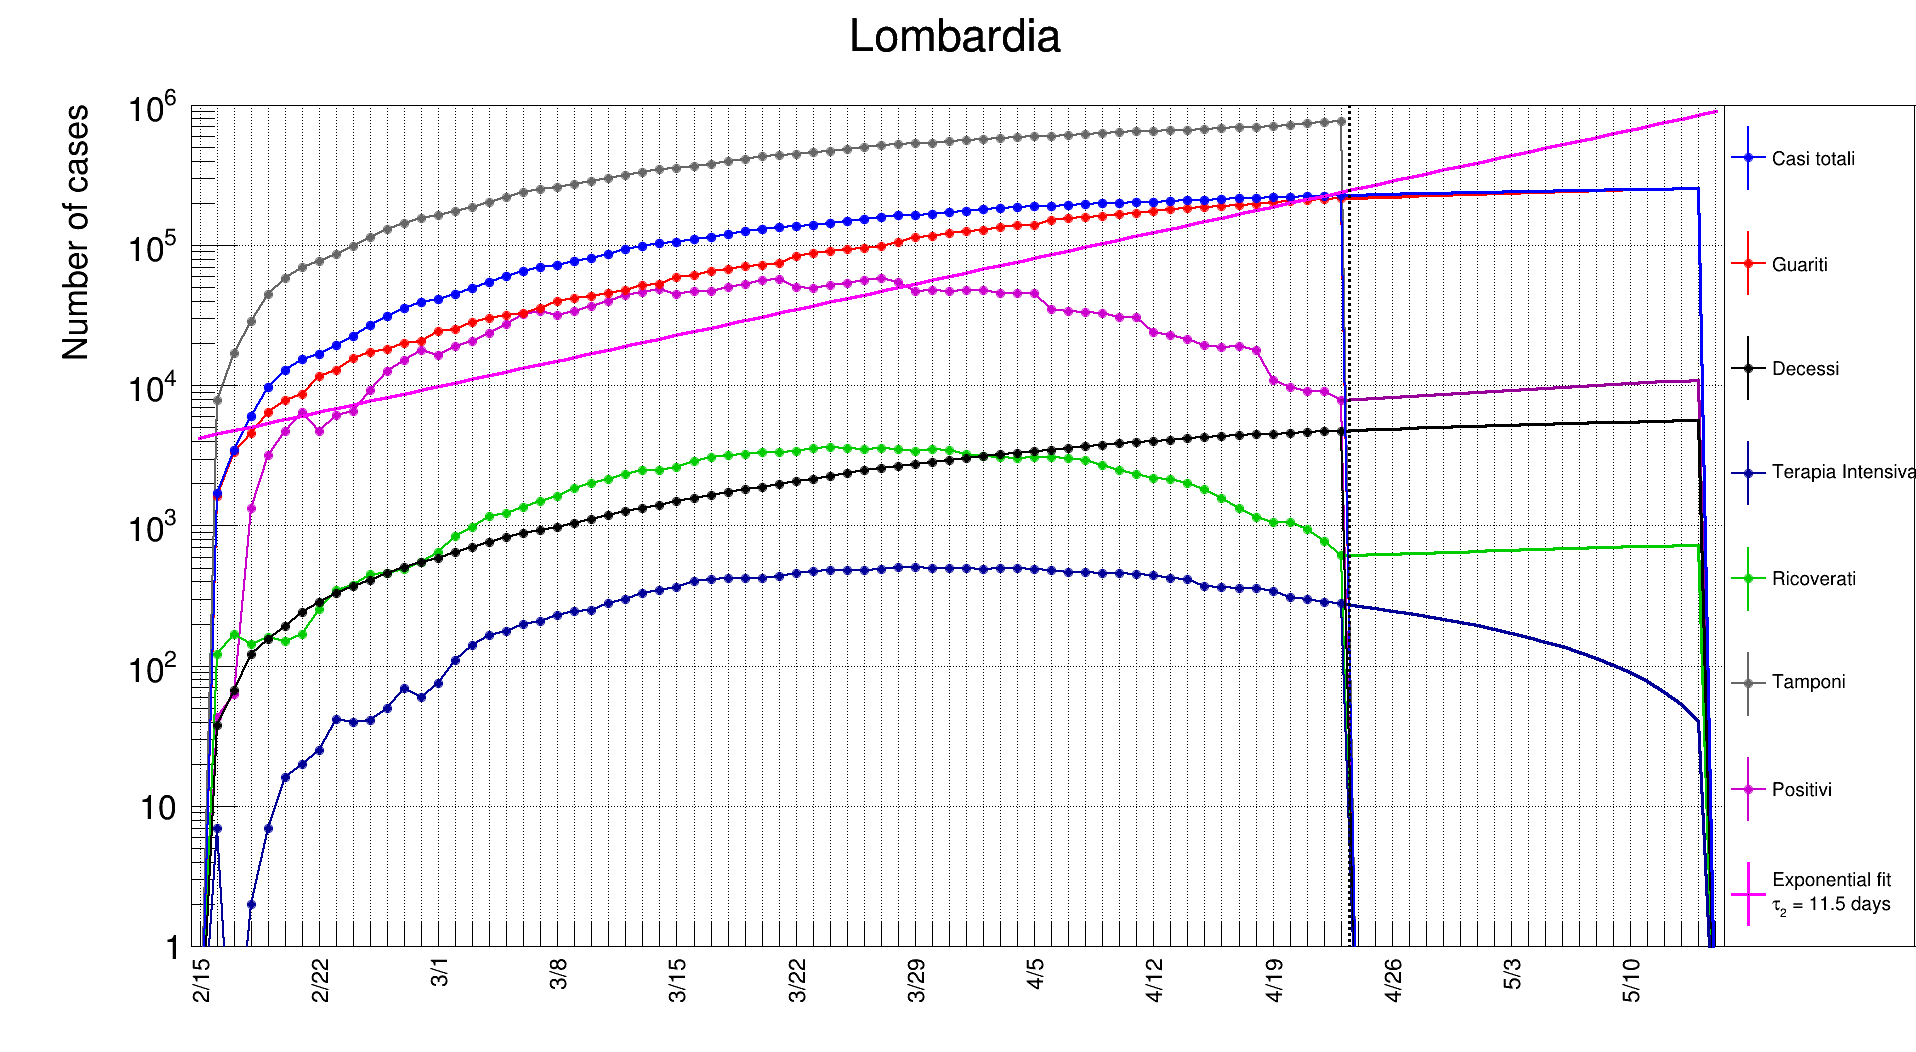 Lombardia
Number of cases
10^6
10^5
10^4
10^3
10^2
10
1
2/15 2/22 3/1 3/8 3/15 3/22 3/29 4/5 4/12 4/19 4/26 5/3 5/10
Casi totali
Guariti
Decessi
Terapia Intensiva
Ricoverati
Tamponi
Positivi
Exponential fit
τ_2 = 11.5 days